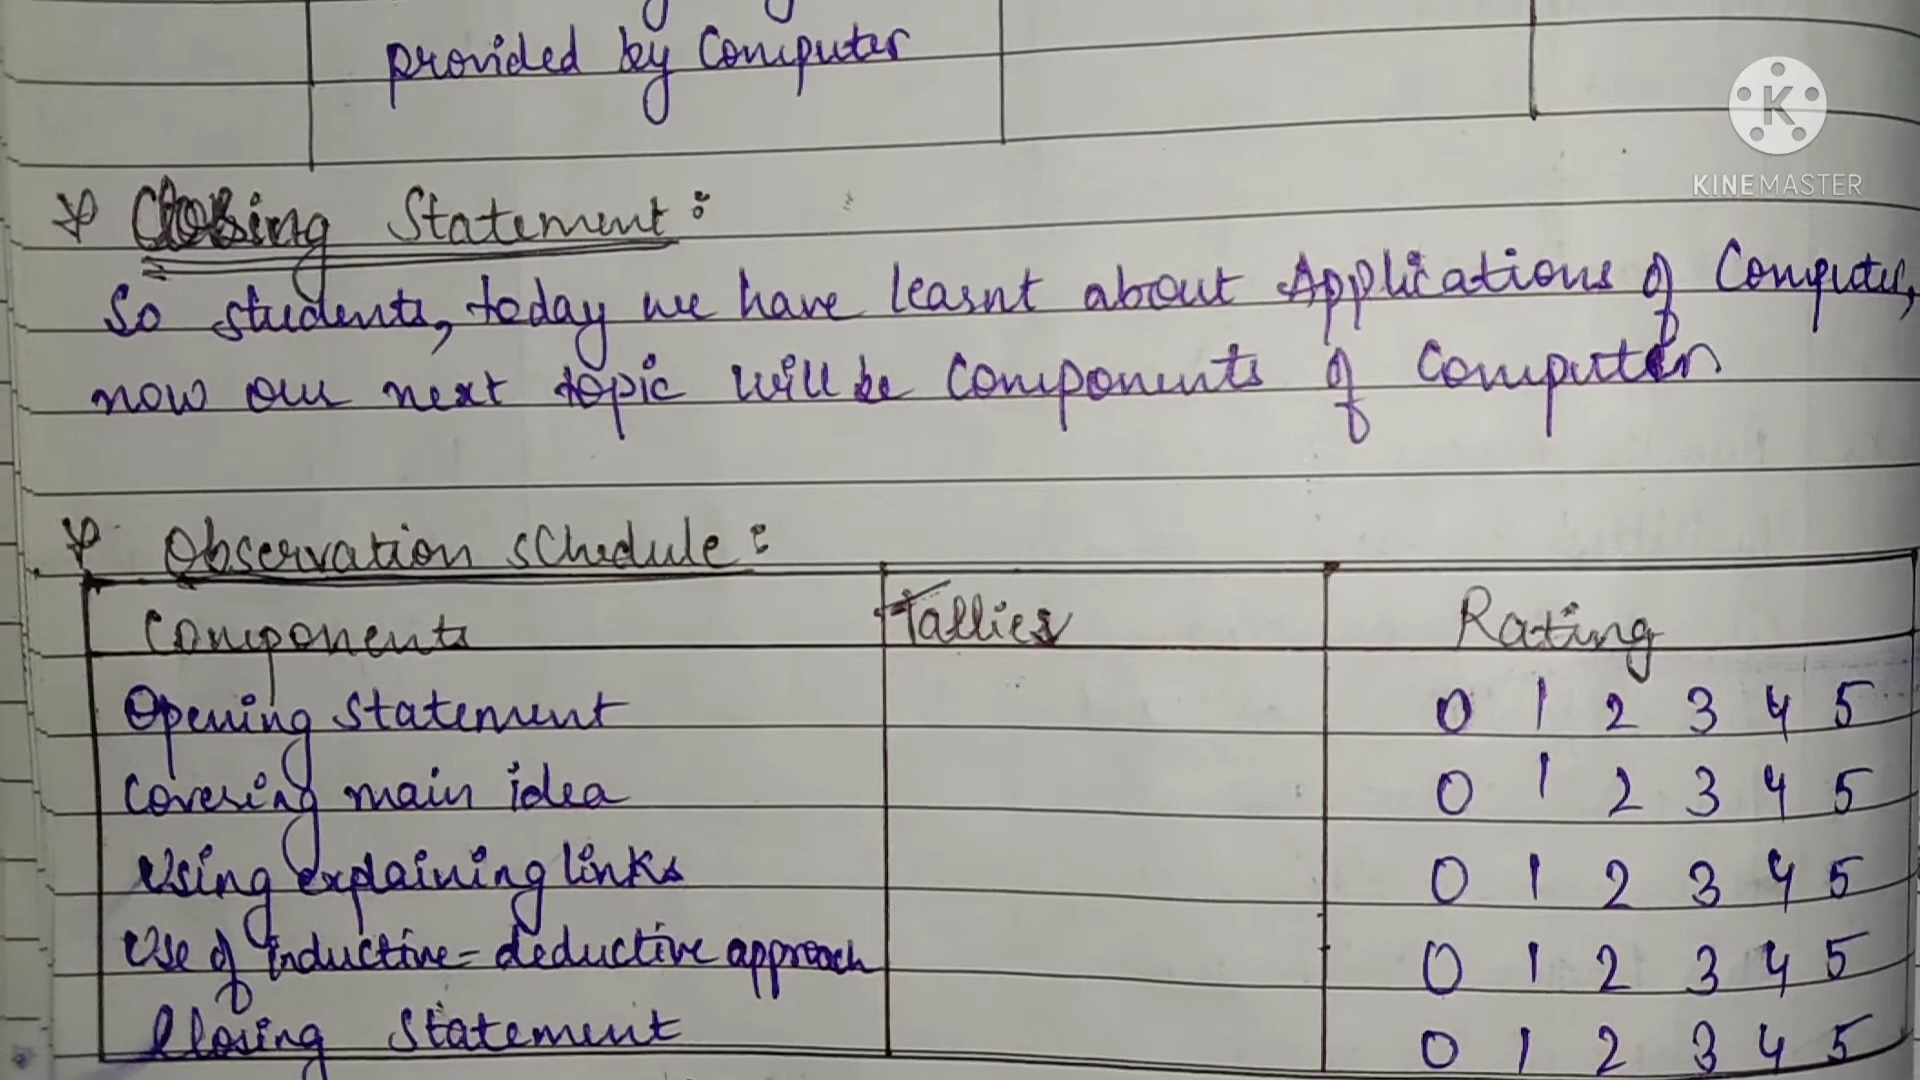 provided by Computer
K
KINEMASTER
Closing Statement :
So students, today we have learnt about Applications of Computer,
now our next topic will be Components of Computer
Observation schedule :
Components Tallies Rating
Opening statement 0 1 2 3 4 5
Covering main idea 0 1 2 3 4 5
Using explaining links 0 1 2 3 4 5
Use of inductive-deductive approach 0 1 2 3 4 5
Closing statement 0 1 2 3 4 5